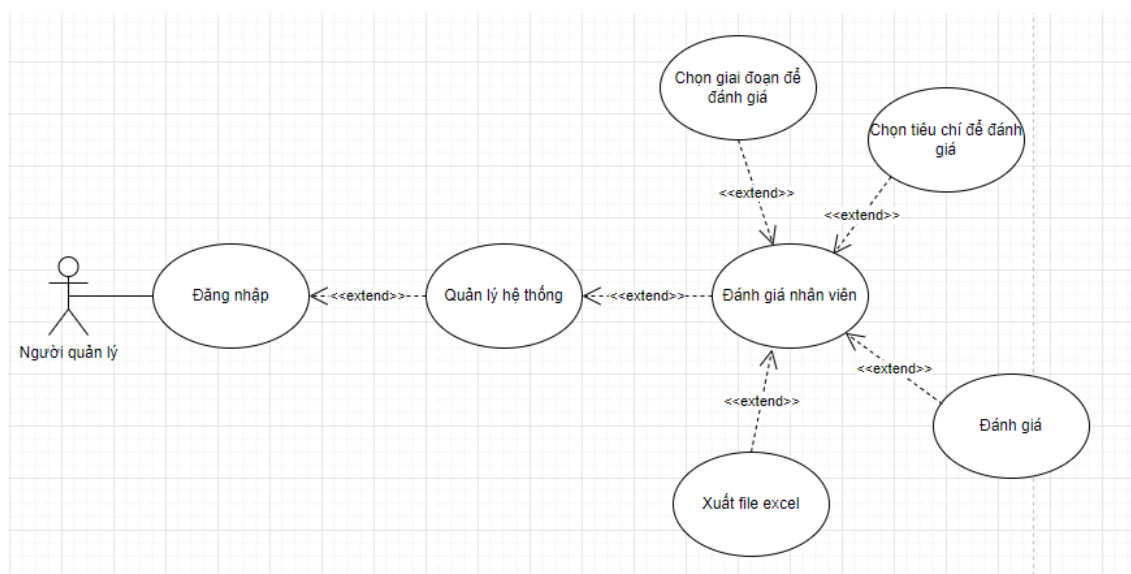 Chọn giai đoạn để
đánh giá
Chọn tiêu chí để đánh
giá
<<extend>>
<<extend>>
Đăng nhập
<<extend>>
Quản lý hệ thống
<<extend>>
Đánh giá nhân viên
Người quản lý
<<extend>>
<<extend>>
Đánh giá
Xuất file excel